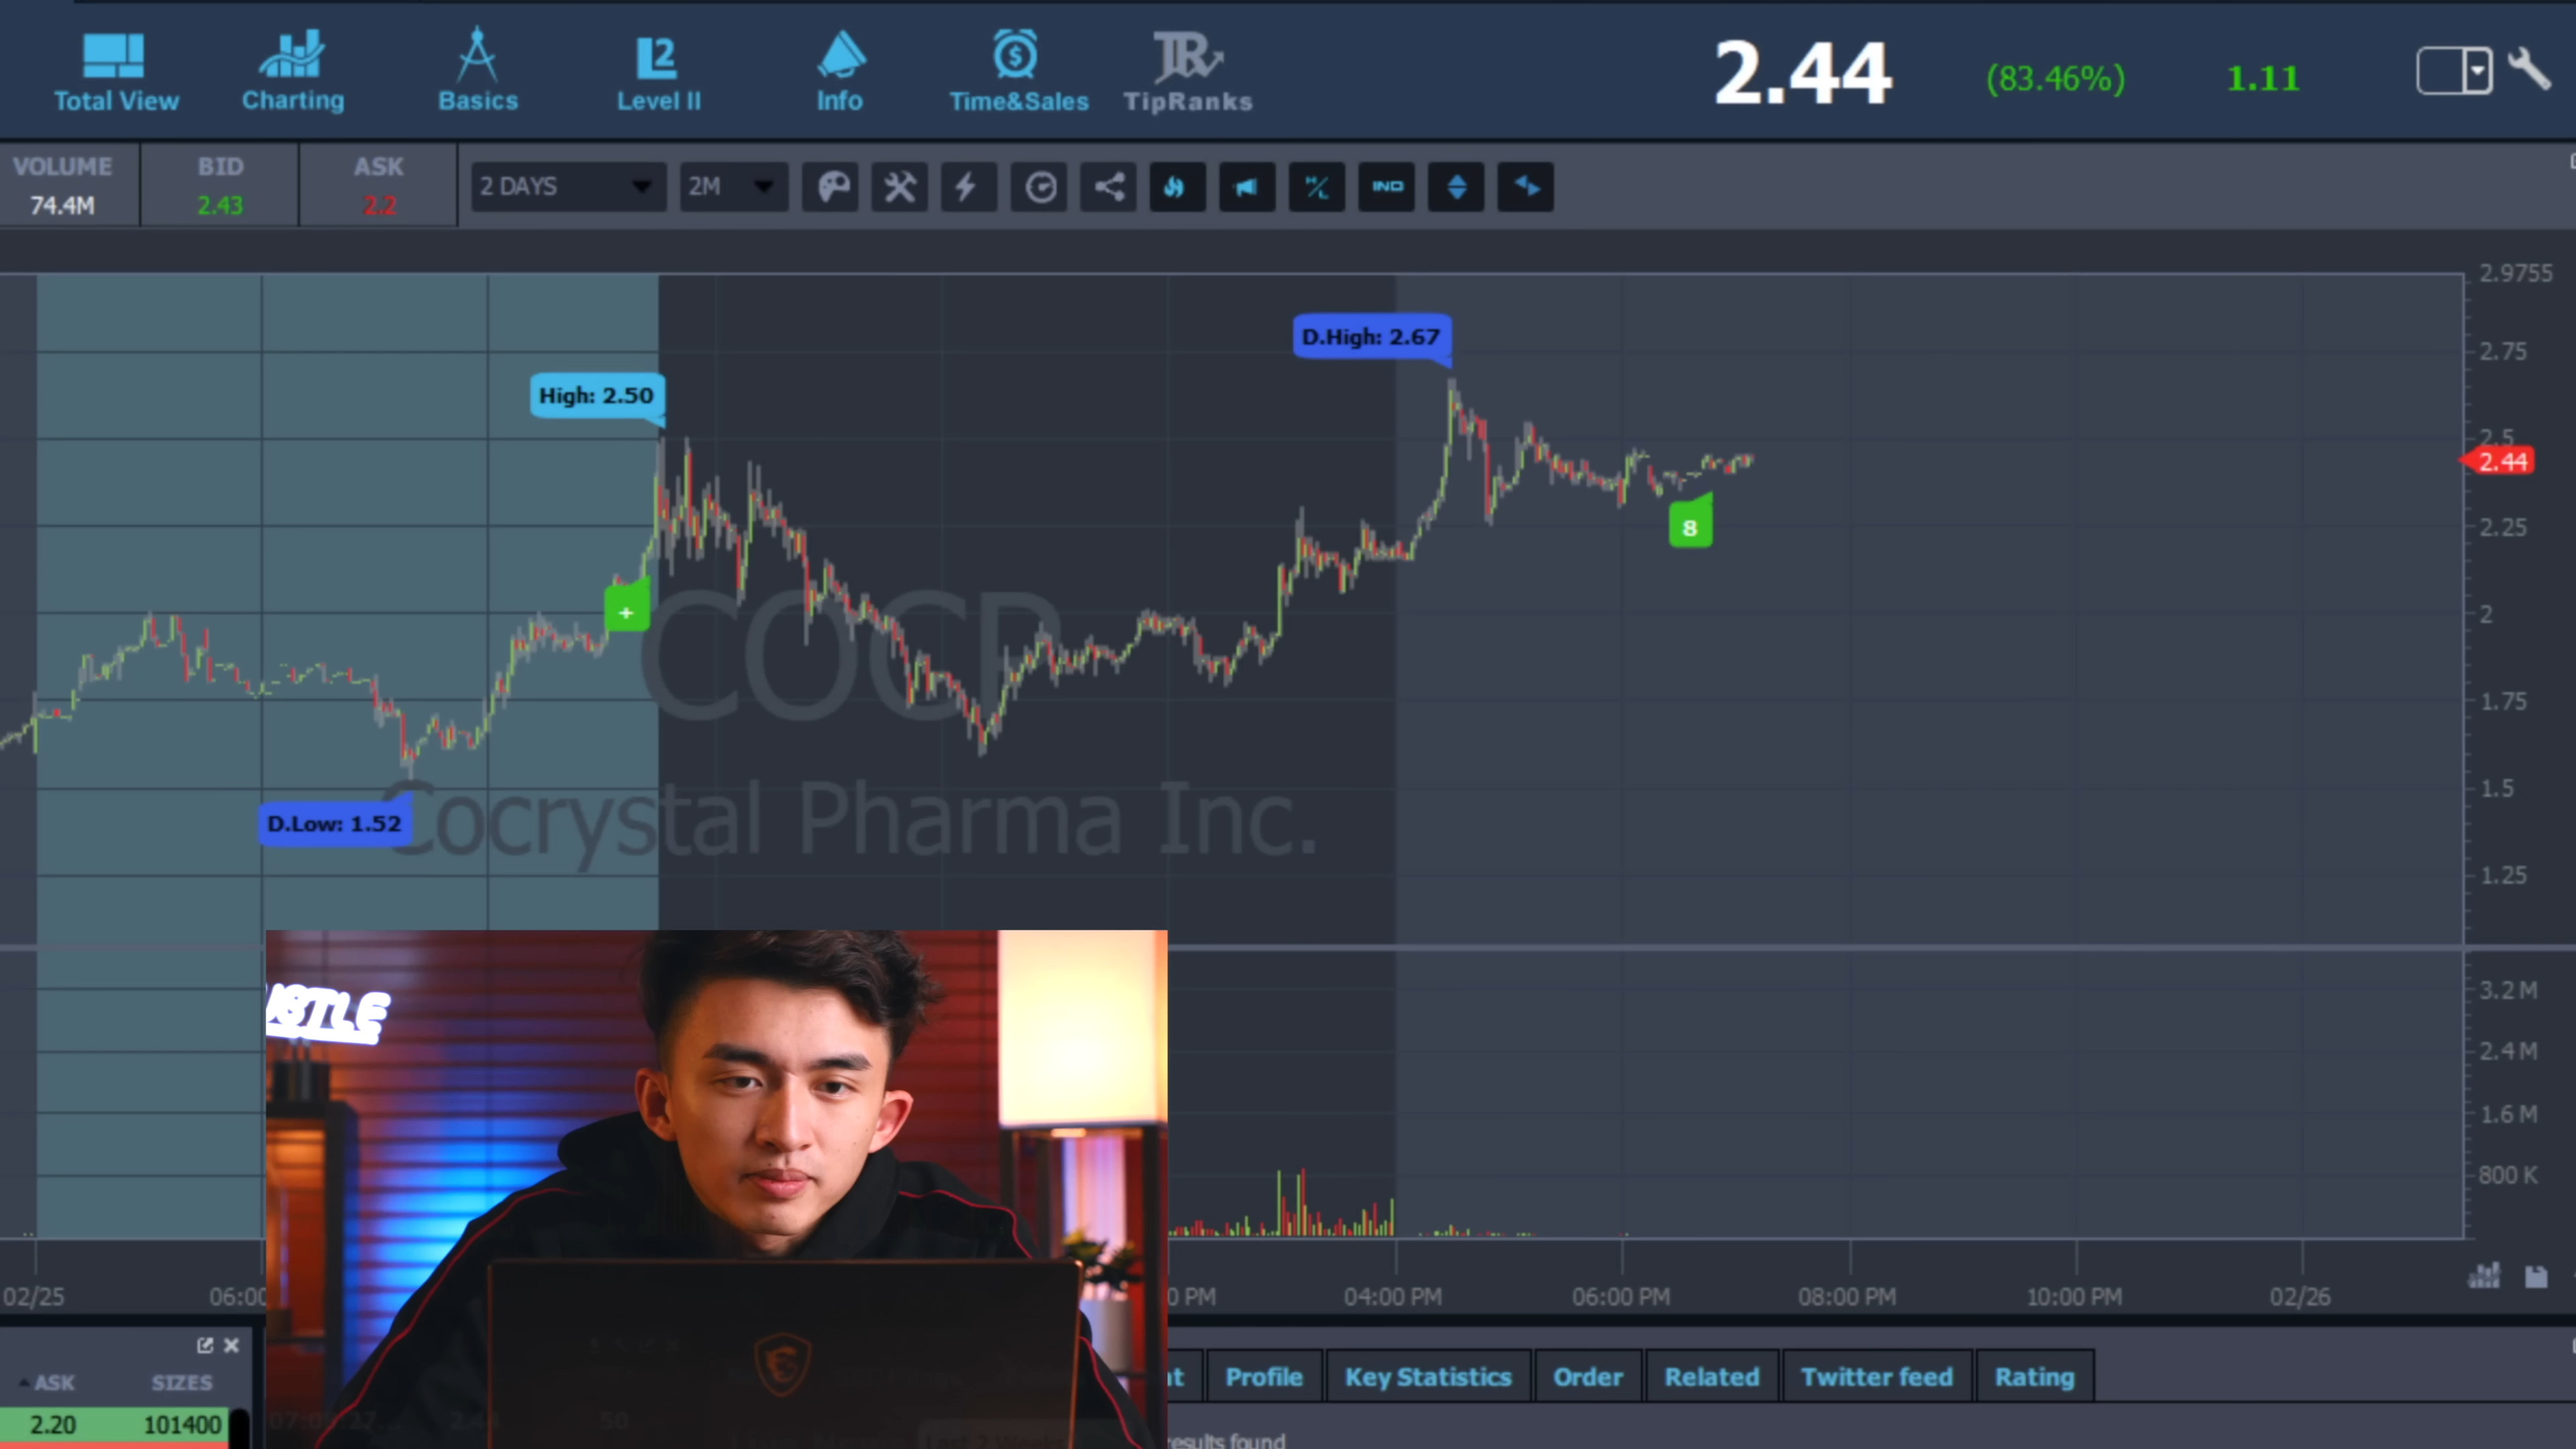 Total View
Charting
Basics
L2
Level II
Info
Time&Sales
TipRanks
2.44
(83.46%)
1.11
VOLUME
74.4M
BID
2.43
ASK
2.2
2 DAYS
2M
H/L
IND
2.9755
D.High: 2.67
2.75
High: 2.50
2.5
2.44
8
2.25
+
2
COCP
1.75
1.5
D.Low: 1.52
Cocrystal Pharma Inc.
1.25
3.2 M
2.4 M
1.6 M
800 K
02/25
06:00
0 PM
04:00 PM
06:00 PM
08:00 PM
10:00 PM
02/26
ASK
SIZES
Profile
Key Statistics
Order
Related
Twitter feed
Rating
2.20
101400
results found